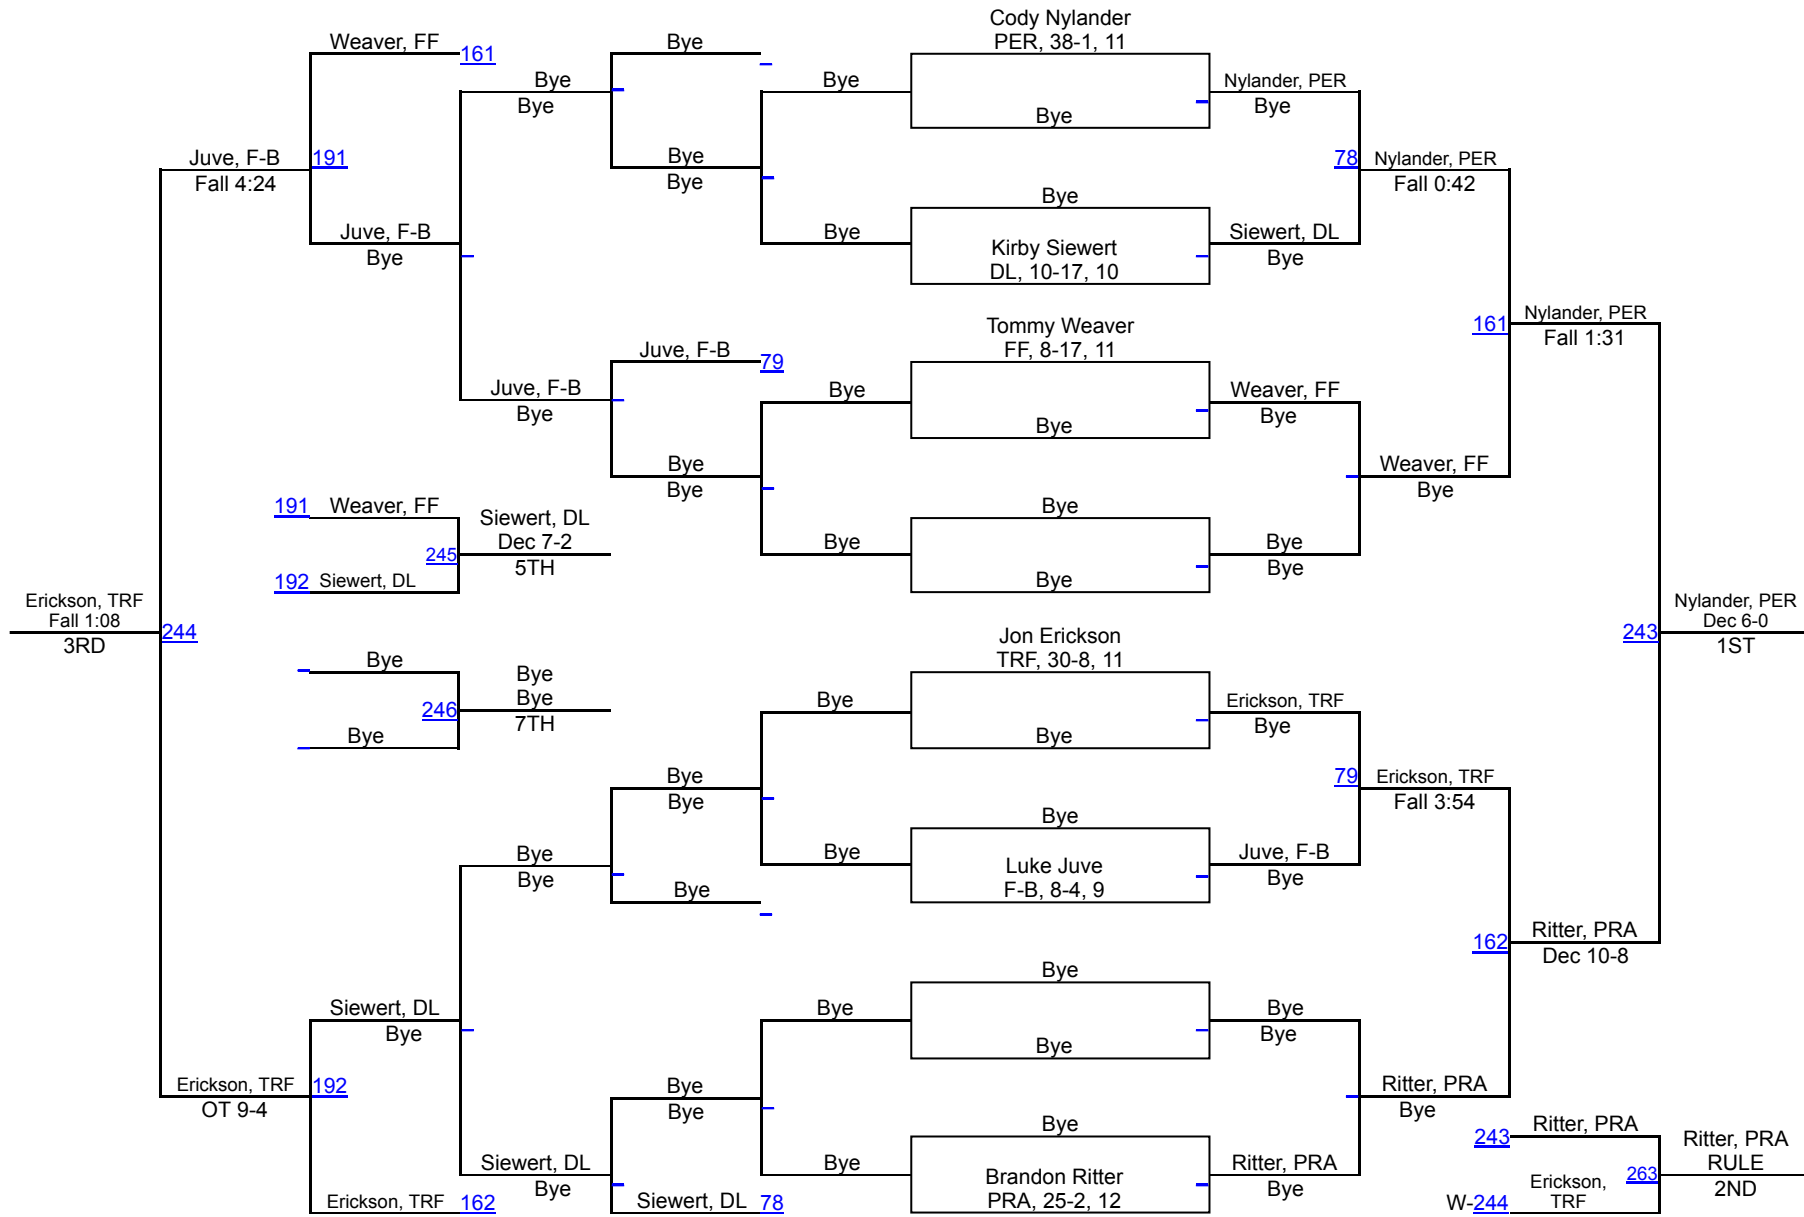 Cody Nylander
PER, 38-1, 11
Weaver, FF
161
Bye
Bye
Bye
Bye
Nylander, PER
Bye
Bye
Juve, F-B
191
Fall 4:24
Bye
Bye
78
Nylander, PER
Fall 0:42
Bye
Juve, F-B
Bye
Bye
Kirby Siewert
DL, 10-17, 10
Siewert, DL
Bye
Tommy Weaver
FF, 8-17, 11
161
Nylander, PER
Fall 1:31
Juve, F-B
79
Juve, F-B
Bye
Bye
Weaver, FF
Bye
Bye
Bye
Bye
Weaver, FF
Bye
191
Weaver, FF
Siewert, DL
Dec 7-2
5TH
245
192
Siewert, DL
Bye
Bye
Bye
Bye
Bye
Erickson, TRF
Fall 1:08
3RD
244
Jon Erickson
TRF, 30-8, 11
243
Nylander, PER
Dec 6-0
1ST
Bye
Bye
Bye
7TH
246
Bye
Bye
Bye
Erickson, TRF
Bye
Bye
Bye
79
Erickson, TRF
Fall 3:54
Bye
Bye
Bye
Bye
Bye
Luke Juve
F-B, 8-4, 9
Juve, F-B
Bye
162
Ritter, PRA
Dec 10-8
Bye
Siewert, DL
Bye
Bye
Bye
Bye
Bye
Erickson, TRF
192
OT 9-4
Bye
Bye
Ritter, PRA
Bye
Bye
Siewert, DL
Bye
Bye
Brandon Ritter
PRA, 25-2, 12
Ritter, PRA
Bye
243
Ritter, PRA
Ritter, PRA
RULE
2ND
263
Erickson, TRF
162
Siewert, DL
78
W-244
Erickson,
TRF